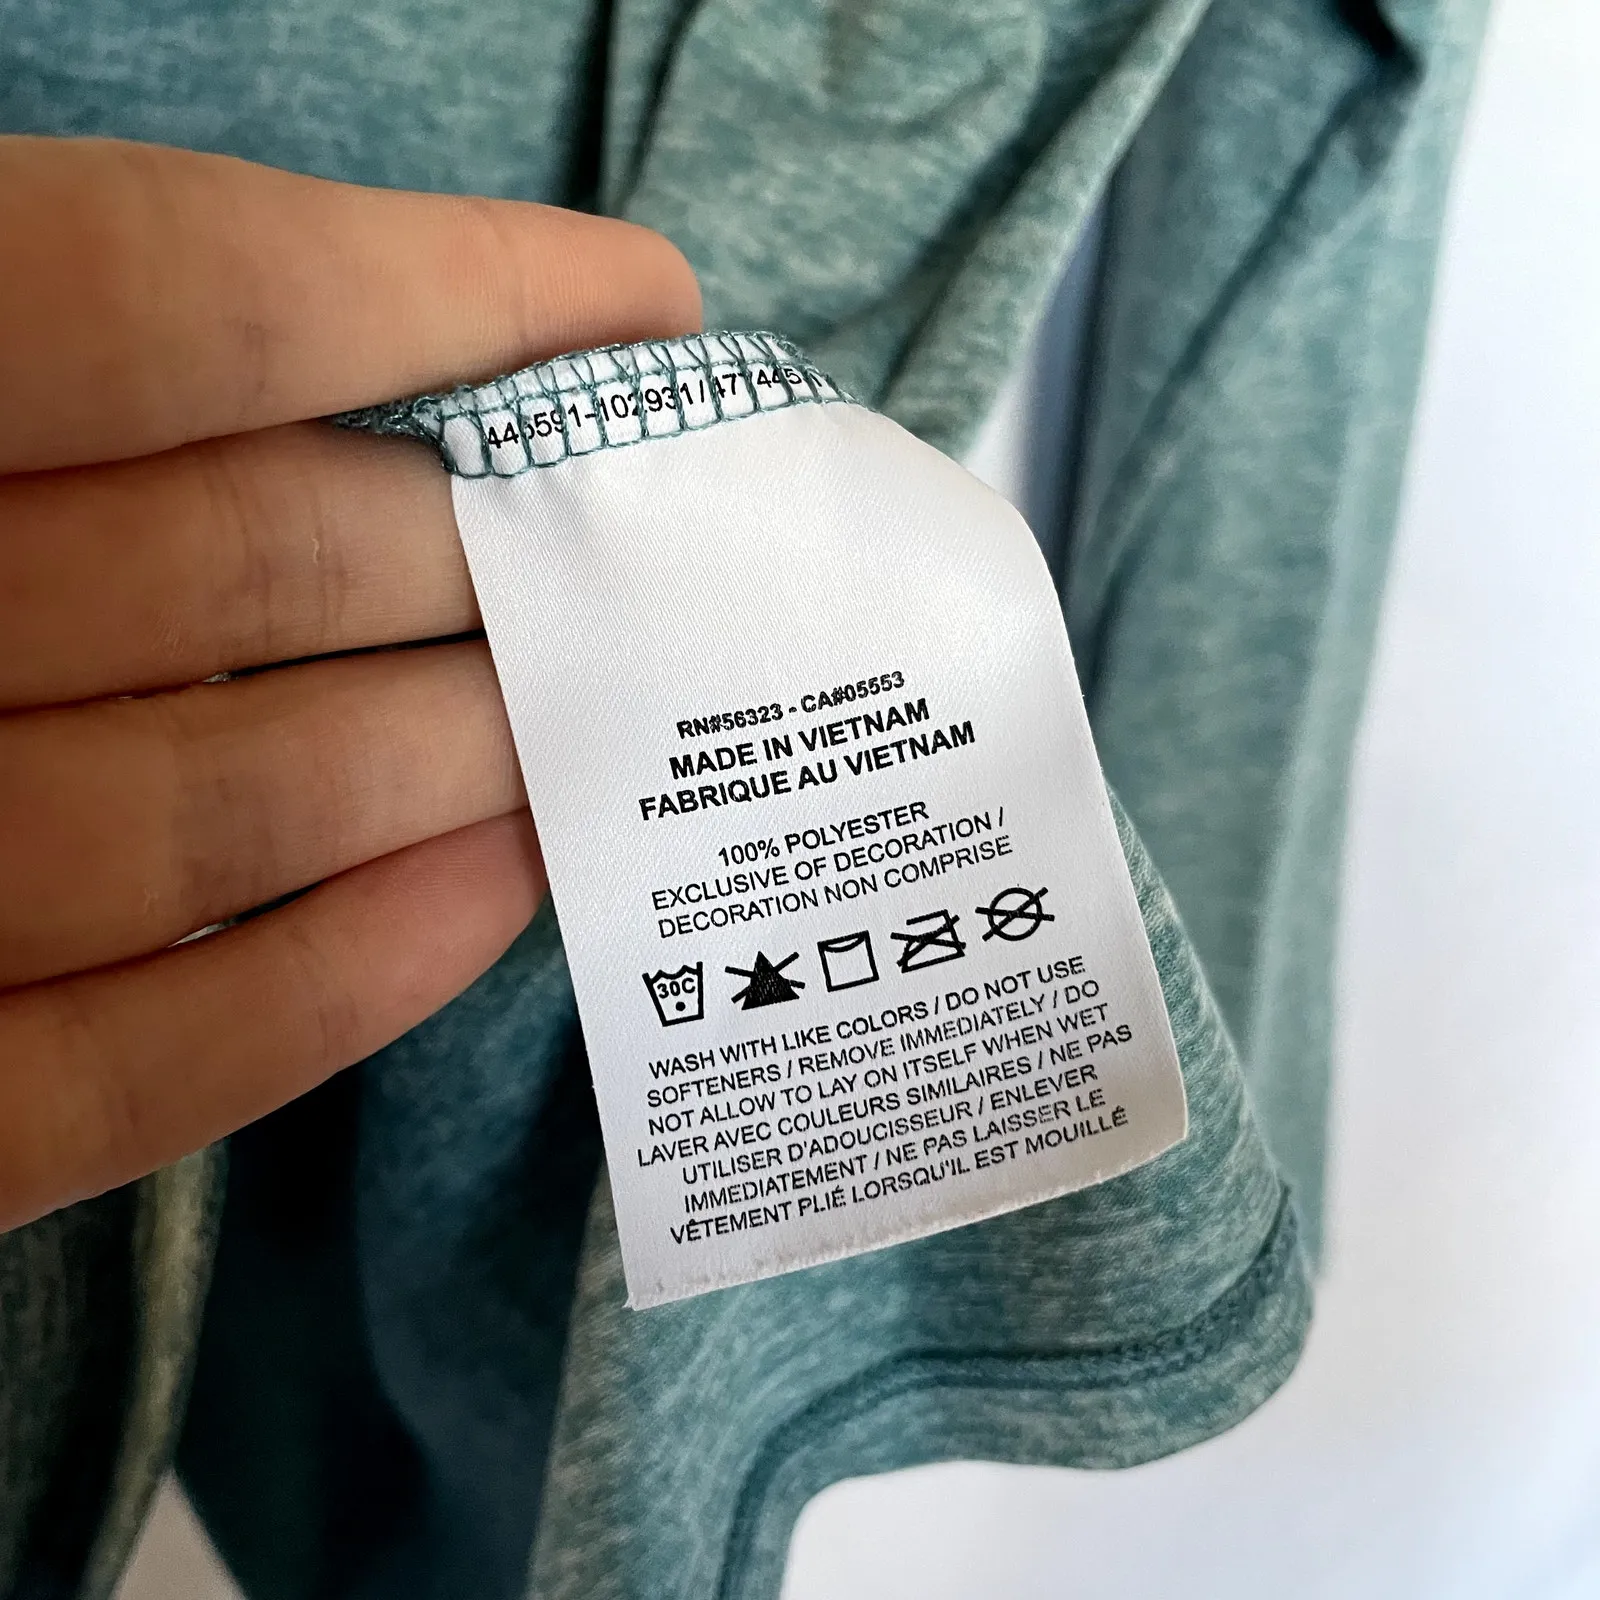 RN#56323 - CA#05553
MADE IN VIETNAM
FABRIQUE AU VIETNAM
100% POLYESTER
EXCLUSIVE OF DECORATION /
DECORATION NON COMPRISE
30C
WASH WITH LIKE COLORS / DO NOT USE
SOFTENERS / REMOVE IMMEDIATELY / DO
NOT ALLOW TO LAY ON ITSELF WHEN WET
LAVER AVEC COULEURS SIMILAIRES / NE PAS
UTILISER D'ADOUCISSEUR / ENLEVER
IMMEDIATEMENT / NE PAS LAISSER LE
VÊTEMENT PLIÉ LORSQU'IL EST MOUILLÉ